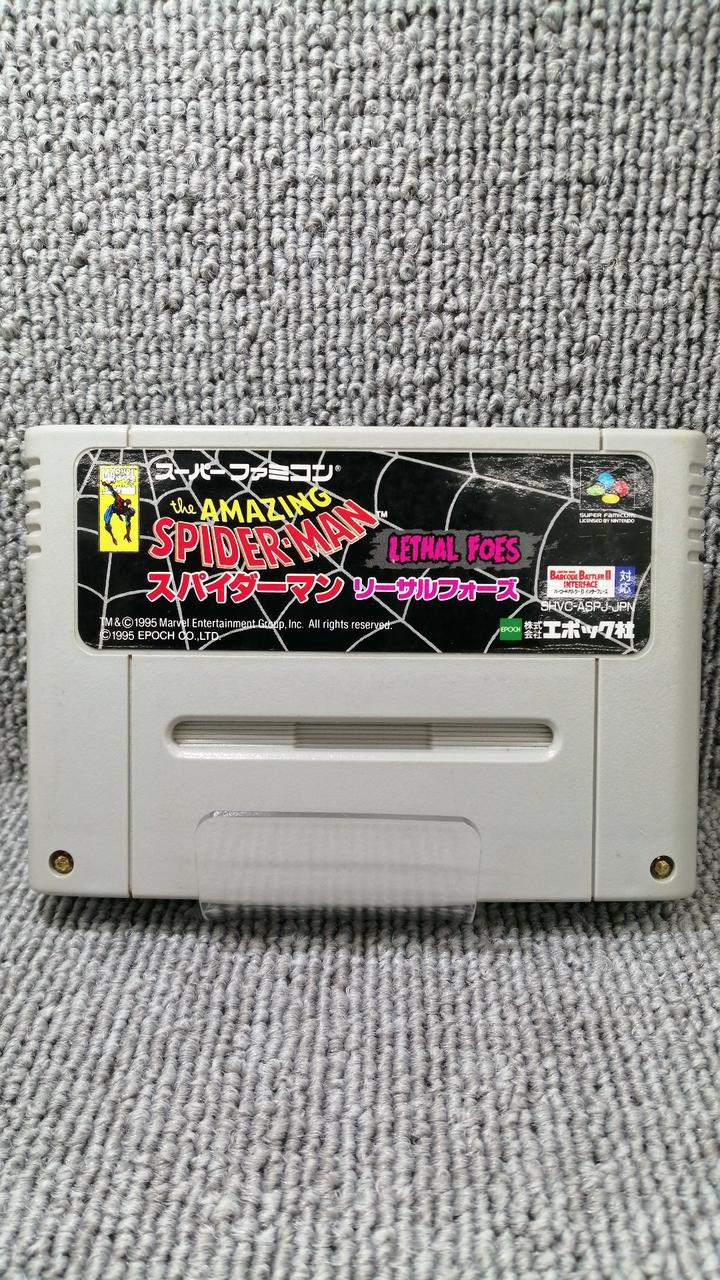 スーパーファミコン®
MARVEL COMICS
the AMAZING
SPIDER-MAN™
LETHAL FOES
スパイダーマン リーサルフォーズ
SUPER FAMICOM
LICENSED BY NINTENDO
BARCODE BATTLER II
INTERFACE
対応
SHVC-ASPJ-JPN
TM&©1995 Marvel Entertainment Group, Inc. All rights reserved.
©1995 EPOCH CO.,LTD.
EPOCH 株式会社エポック社